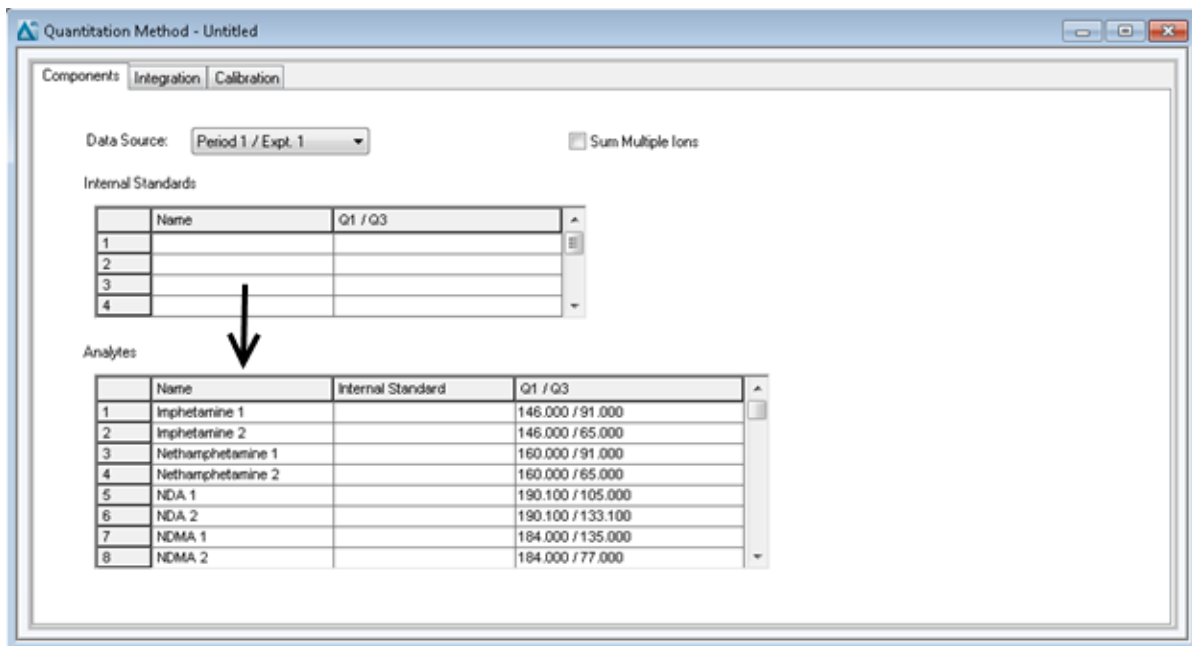 Quantitation Method - Untitled
Components Integration Calibration
Data Source: Period 1 / Expt. 1 Sum Multiple Ions
Internal Standards
Name Q1 / Q3
1
2
3
4
Analytes
Name Internal Standard Q1 / Q3
1 Imphetamine 1 146.000 / 91.000
2 Imphetamine 2 146.000 / 65.000
3 Nethamphetamine 1 160.000 / 91.000
4 Nethamphetamine 2 160.000 / 65.000
5 NDA 1 190.100 / 105.000
6 NDA 2 190.100 / 133.100
7 NDMA 1 184.000 / 135.000
8 NDMA 2 184.000 / 77.000